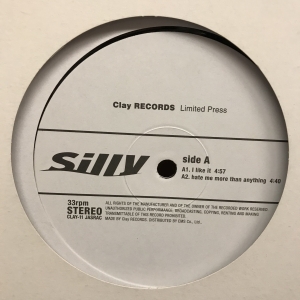 Clay RECORDS Limited Press
Silly
side A
A1. I like it 4:57
A2. hate me more than anything 4:40
33rpm
STEREO
CLAY-11 JASRAC
ALL RIGHTS OF THE MANUFACTURER AND OF THE OWNER OF THE RECORDED WORK RESERVED.
UNAUTHORIZED PUBLIC PERFORMANCE, BROADCASTING, COPYING, RENTING AND MAKING
TRANSMITTABLE OF THIS RECORD PROHIBITED.
MADE BY Clay RECORDS. DISTRIBUTED BY CMS Co., Ltd.